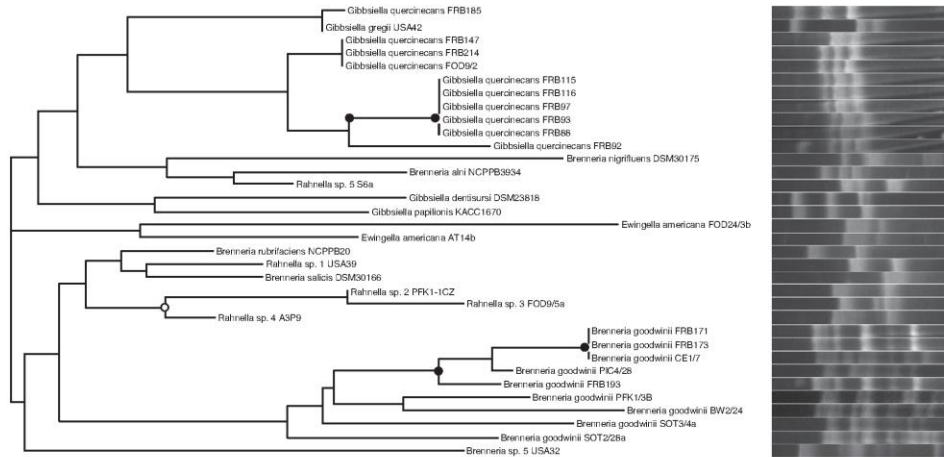 Gibbsiella quercinecans FRB185
Gibbsiella gregii USA42
Gibbsiella quercinecans FRB147
Gibbsiella quercinecans FRB214
Gibbsiella quercinecans FOD9/2
Gibbsiella quercinecans FRB115
Gibbsiella quercinecans FRB116
Gibbsiella quercinecans FRB97
Gibbsiella quercinecans FRB93
Gibbsiella quercinecans FRB88
Gibbsiella quercinecans FRB92
Brenneria nigrifluens DSM30175
Brenneria alni NCPPB3934
Rahnella sp. 5 S6a
Gibbsiella dentisursi DSM23818
Gibbsiella papilionis KACC1670
Ewingella americana FOD24/3b
Ewingella americana AT14b
Brenneria rubrifaciens NCPPB20
Rahnella sp. 1 USA39
Brenneria salicis DSM30166
Rahnella sp. 2 PFK1-1CZ
Rahnella sp. 3 FOD9/5a
Rahnella sp. 4 A3P9
Brenneria goodwinii FRB171
Brenneria goodwinii FRB173
Brenneria goodwinii CE1/7
Brenneria goodwinii PIC4/28
Brenneria goodwinii FRB193
Brenneria goodwinii PFK1/3B
Brenneria goodwinii BW2/24
Brenneria goodwinii SOT3/4a
Brenneria goodwinii SOT2/28a
Brenneria sp. 5 USA32